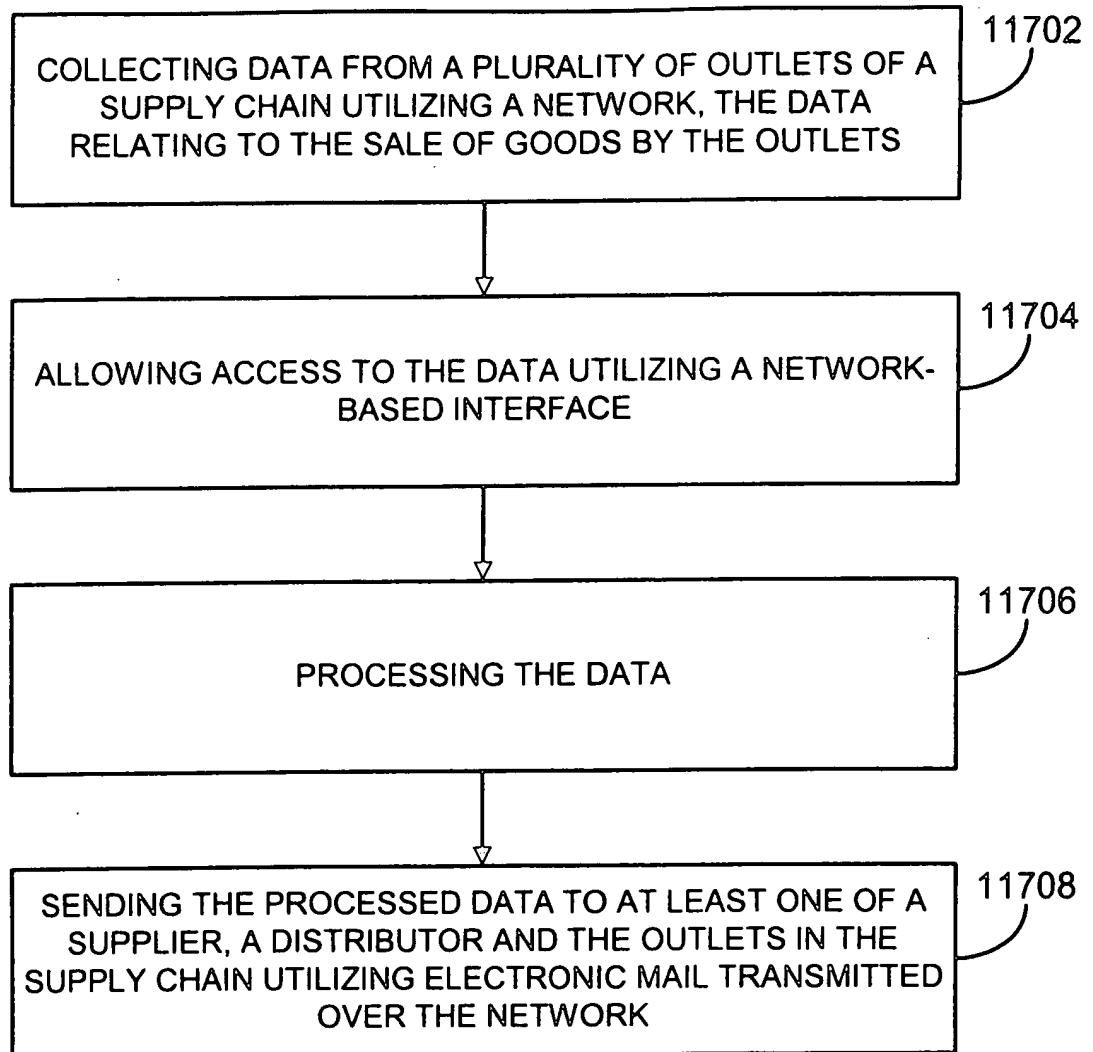 11702
COLLECTING DATA FROM A PLURALITY OF OUTLETS OF A
SUPPLY CHAIN UTILIZING A NETWORK, THE DATA
RELATING TO THE SALE OF GOODS BY THE OUTLETS
11704
ALLOWING ACCESS TO THE DATA UTILIZING A NETWORK-
BASED INTERFACE
11706
PROCESSING THE DATA
11708
SENDING THE PROCESSED DATA TO AT LEAST ONE OF A
SUPPLIER, A DISTRIBUTOR AND THE OUTLETS IN THE
SUPPLY CHAIN UTILIZING ELECTRONIC MAIL TRANSMITTED
OVER THE NETWORK